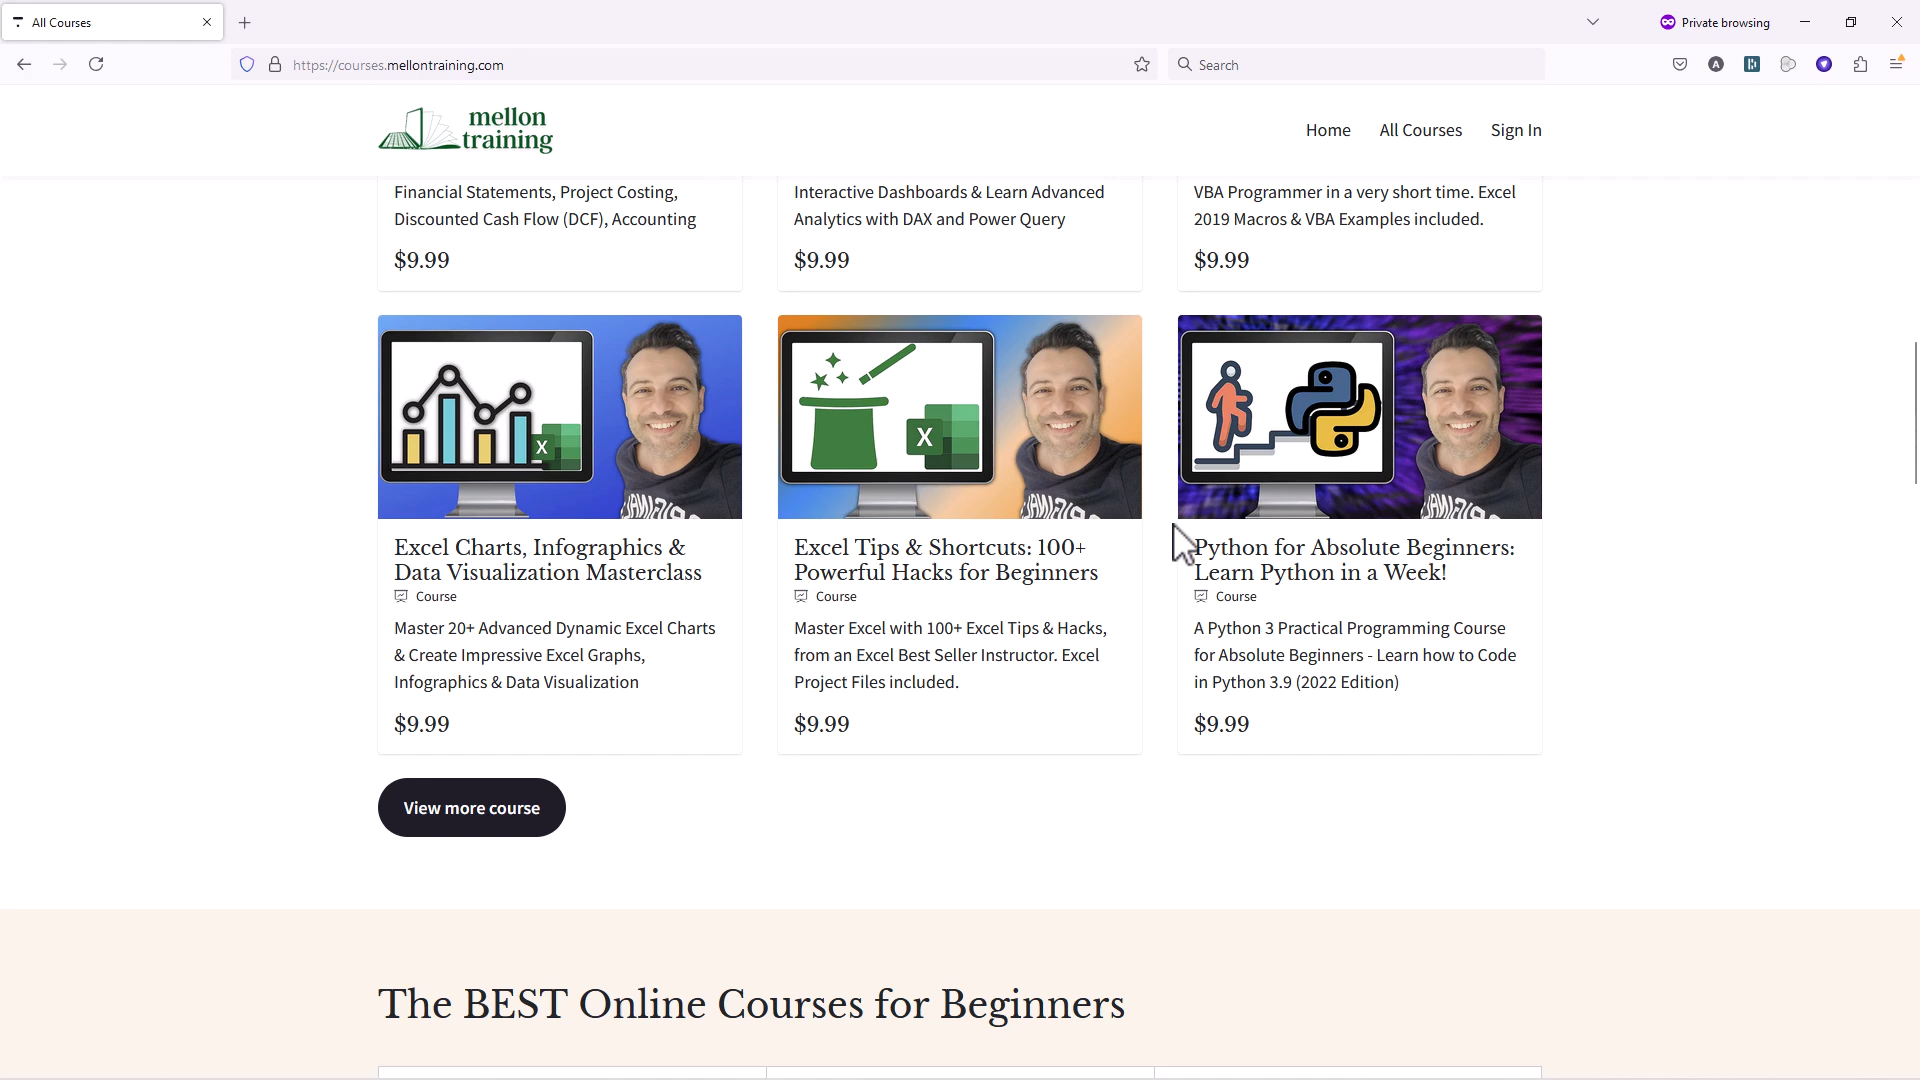 All Courses
Private browsing
https://courses.mellontraining.com
Search
mellon
training
Home
All Courses
Sign In
Financial Statements, Project Costing,
Discounted Cash Flow (DCF), Accounting
$9.99
Interactive Dashboards & Learn Advanced
Analytics with DAX and Power Query
$9.99
VBA Programmer in a very short time. Excel
2019 Macros & VBA Examples included.
$9.99
X
Excel Charts, Infographics &
Data Visualization Masterclass
Course
Master 20+ Advanced Dynamic Excel Charts
& Create Impressive Excel Graphs,
Infographics & Data Visualization
$9.99
X
Excel Tips & Shortcuts: 100+
Powerful Hacks for Beginners
Course
Master Excel with 100+ Excel Tips & Hacks,
from an Excel Best Seller Instructor. Excel
Project Files included.
$9.99
Python for Absolute Beginners:
Learn Python in a Week!
Course
A Python 3 Practical Programming Course
for Absolute Beginners - Learn how to Code
in Python 3.9 (2022 Edition)
$9.99
View more course
The BEST Online Courses for Beginners